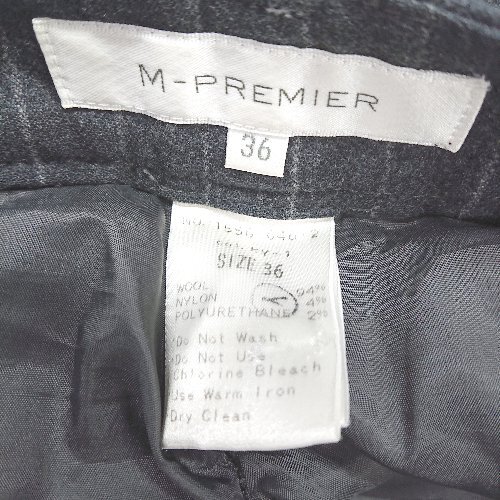 M-PREMIER
36
NO.
SIZE 36
WOOL 94%
NYLON 4%
POLYURETHANE 2%
Do Not Wash
Do Not Use
Chlorine Bleach
Use Warm Iron
Dry Clean